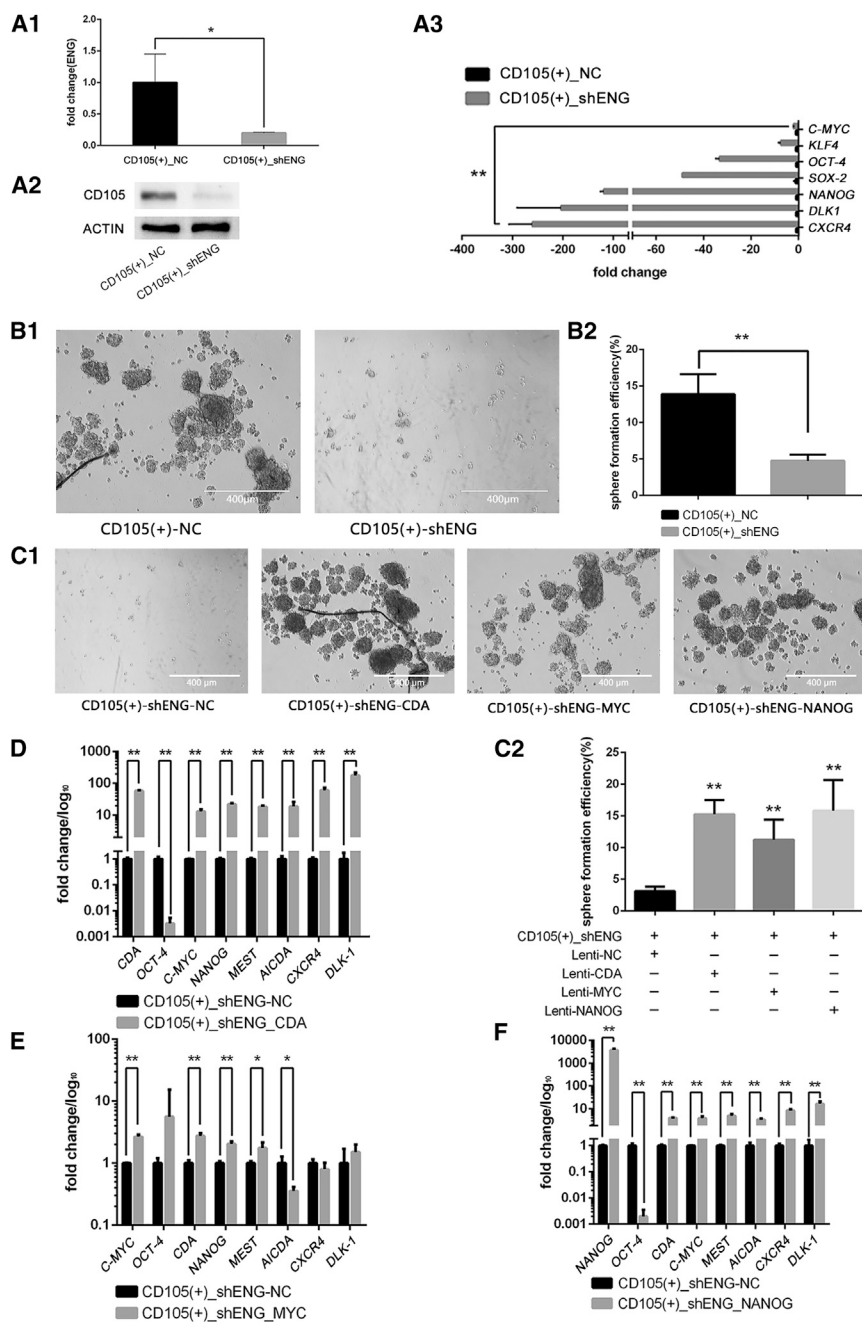 A1
fold change(ENG)
2.0
1.5
1.0
0.5
0.0
*
CD105(+)_NC
CD105(+)_shENG
A2
CD105
ACTIN
CD105(+)_NC
CD105(+)_shENG
A3
CD105(+)_NC
CD105(+)_shENG
**
C-MYC
KLF4
OCT-4
SOX-2
NANOG
DLK1
CXCR4
-400 -300 -200 -100 -80 -60 -40 -20 0
fold change
B1
400μm
400μm
CD105(+)-NC
CD105(+)-shENG
B2
sphere formation efficiency(%)
20
15
10
5
0
**
CD105(+)_NC
CD105(+)_shENG
C1
400 μm
400 μm
400 μm
400 μm
CD105(+)-shENG-NC
CD105(+)-shENG-CDA
CD105(+)-shENG-MYC
CD105(+)-shENG-NANOG
D
fold change/log10
1000
100
10
1
0.1
0.01
0.001
** ** ** ** ** ** ** **
CDA OCT-4 C-MYC NANOG MEST AICDA CXCR4 DLK-1
CD105(+)_shENG-NC
CD105(+)_shENG_CDA
C2
sphere formation efficiency(%)
25
20
15
10
5
0
** ** **
CD105(+)_shENG + + + +
Lenti-NC + – – –
Lenti-CDA – + – –
Lenti-MYC – – + –
Lenti-NANOG – – – +
E
fold change/log10
100
10
1
0.1
** ** ** * *
C-MYC OCT-4 CDA NANOG MEST AICDA CXCR4 DLK-1
CD105(+)_shENG-NC
CD105(+)_shENG_MYC
F
fold change/log10
10000
1000
100
10
1
0.1
0.01
0.001
** ** ** ** ** ** ** **
NANOG OCT-4 CDA C-MYC MEST AICDA CXCR4 DLK-1
CD105(+)_shENG-NC
CD105(+)_shENG_NANOG